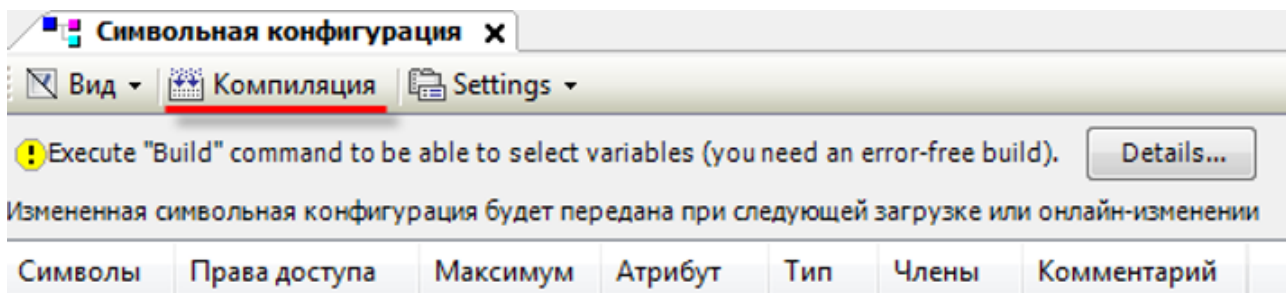 Символьная конфигурация
Вид Компиляция Settings
Execute "Build" command to be able to select variables (you need an error-free build). Details...
Измененная символьная конфигурация будет передана при следующей загрузке или онлайн-изменении
Символы Права доступа Максимум Атрибут Тип Члены Комментарий